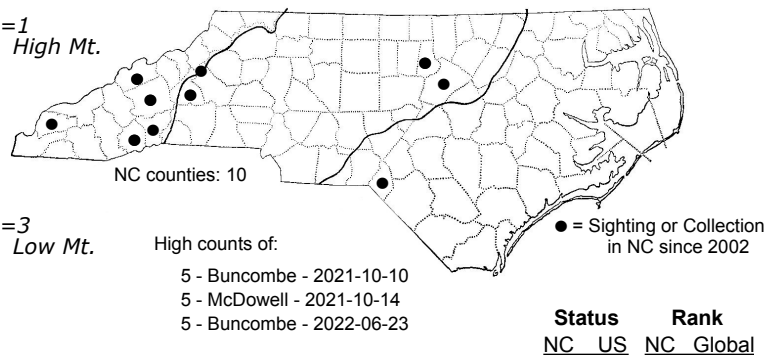 =1
High Mt.
NC counties: 10
=3
Low Mt.
High counts of:
5 - Buncombe - 2021-10-10
5 - McDowell - 2021-10-14
5 - Buncombe - 2022-06-23
● = Sighting or Collection
in NC since 2002
Status Rank
NC US NC Global